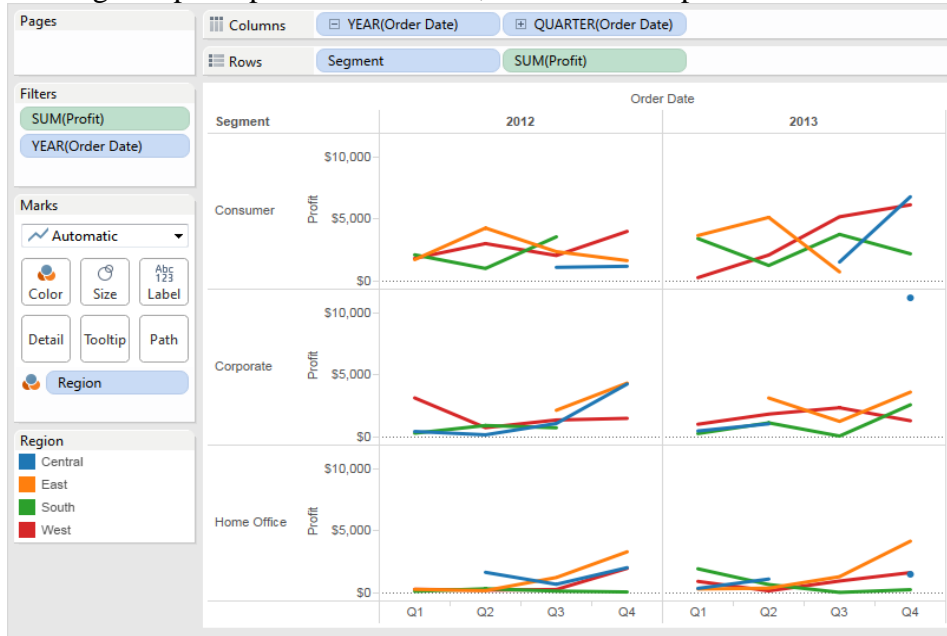 Pages
Columns
YEAR(Order Date)
QUARTER(Order Date)
Rows
Segment
SUM(Profit)
Filters
SUM(Profit)
YEAR(Order Date)
Marks
Automatic
Color
Size
Abc
123
Label
Detail
Tooltip
Path
Region
Region
Central
East
South
West
Order Date
Segment
2012
2013
Consumer
Profit
$10,000
$5,000
$0
Corporate
Profit
$10,000
$5,000
$0
Home Office
Profit
$10,000
$5,000
$0
Q1 Q2 Q3 Q4 Q1 Q2 Q3 Q4